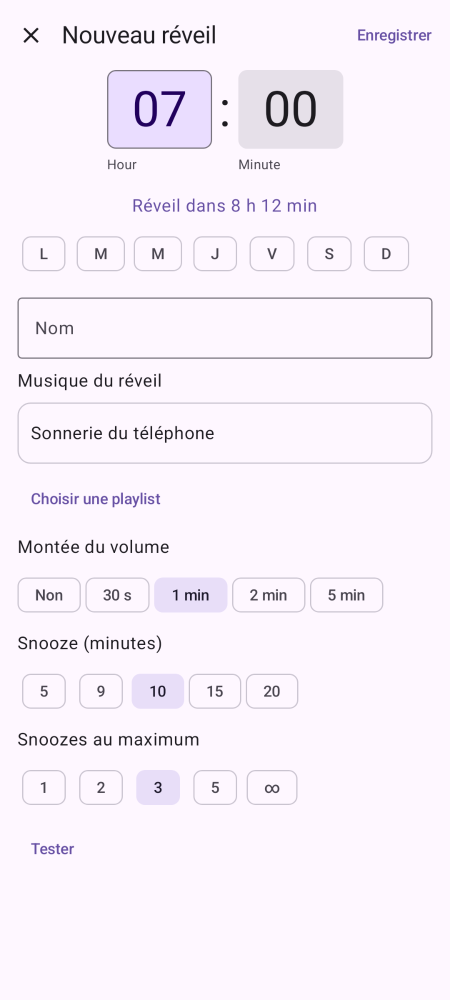 Nouveau réveil
Enregistrer
07 : 00
Hour Minute
Réveil dans 8 h 12 min
L M M J V S D
Nom
Musique du réveil
Sonnerie du téléphone
Choisir une playlist
Montée du volume
Non 30 s 1 min 2 min 5 min
Snooze (minutes)
5 9 10 15 20
Snoozes au maximum
1 2 3 5 ∞
Tester